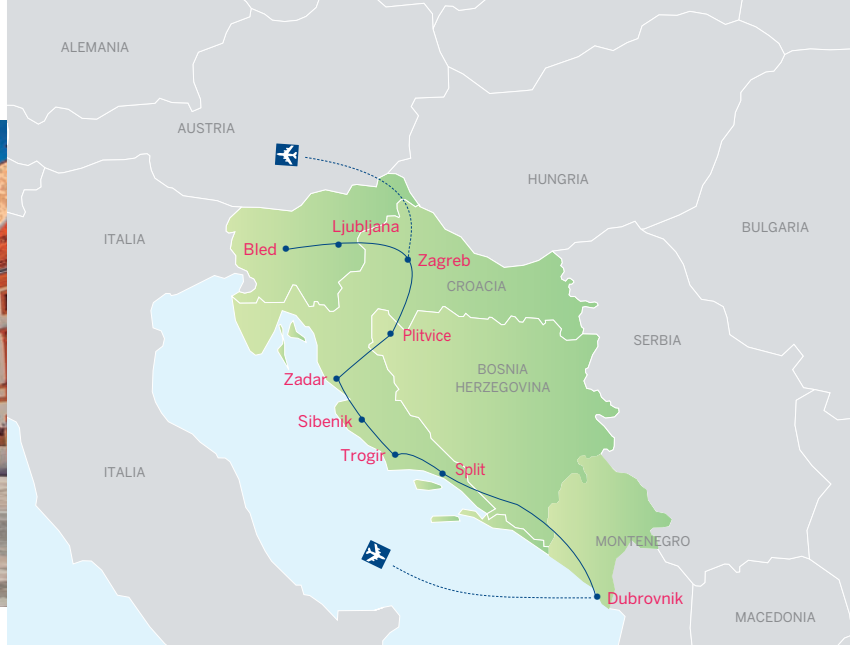 ALEMANIA
AUSTRIA
HUNGRIA
ITALIA
BULGARIA
Ljubljana
Bled
Zagreb
CROACIA
Plitvice
SERBIA
BOSNIA
HERZEGOVINA
Zadar
Sibenik
Trogir
Split
ITALIA
MONTENEGRO
Dubrovnik
MACEDONIA